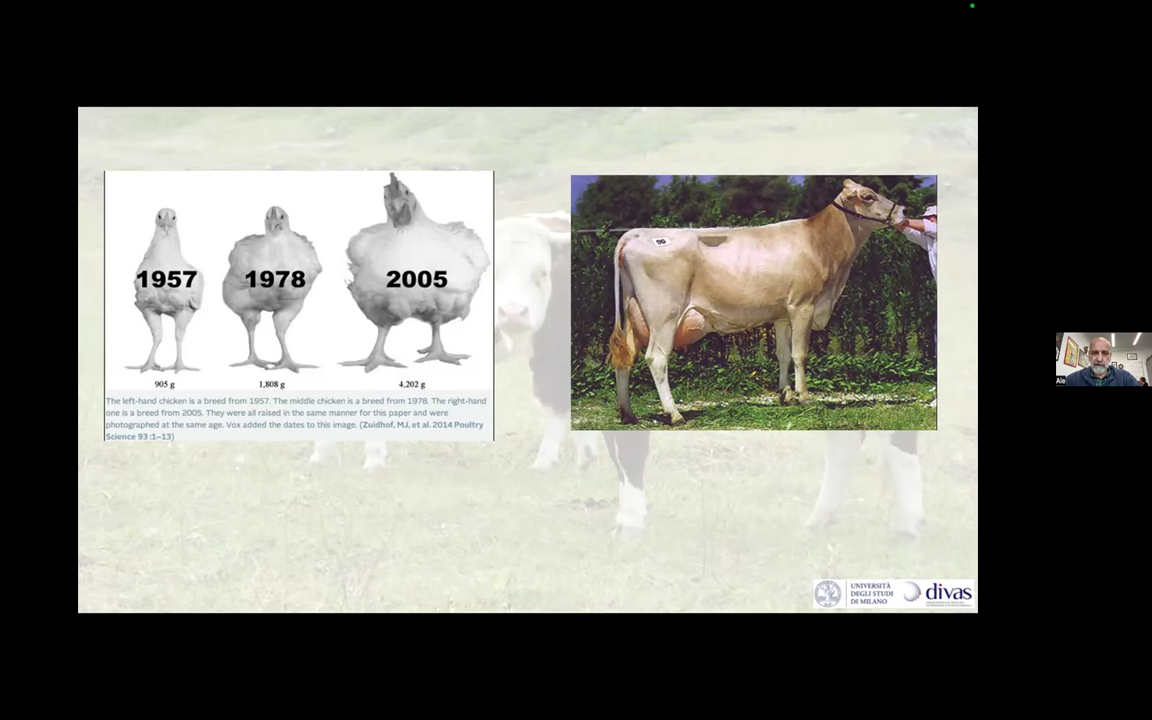 1957
1978
2005
905 g
1,808 g
4,202 g
The left-hand chicken is a breed from 1957. The middle chicken is a breed from 1978. The right-hand
one is a breed from 2005. They were all raised in the same manner for this paper and were
photographed at the same age. Vox added the dates to this image. (Zuidhof, MJ, et al. 2014 Poultry
Science 93 :1–13)
UNIVERSITÀ
DEGLI STUDI
DI MILANO
divas
Ale